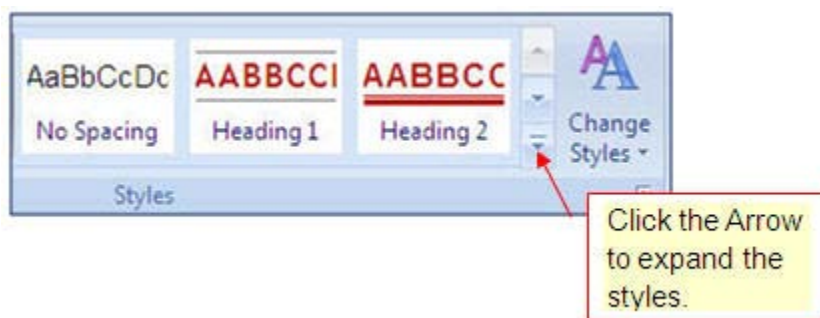 AaBbCcDc AABBCCI AABBCC
No Spacing Heading 1 Heading 2
Change
Styles
Styles
Click the Arrow
to expand the
styles.